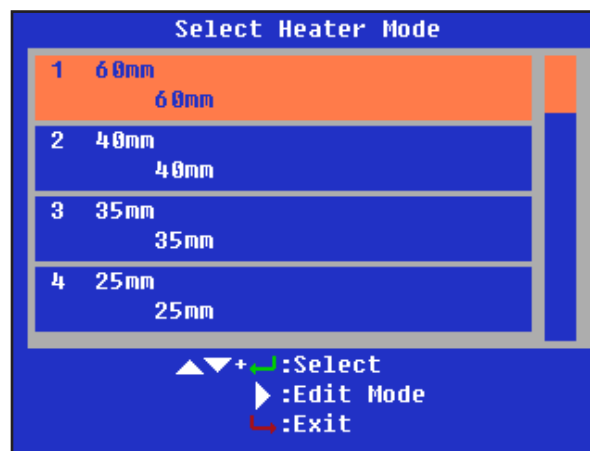 Select Heater Mode
1 60mm
60mm
2 40mm
40mm
3 35mm
35mm
4 25mm
25mm
▲▼+↵:Select
▶:Edit Mode
↳:Exit